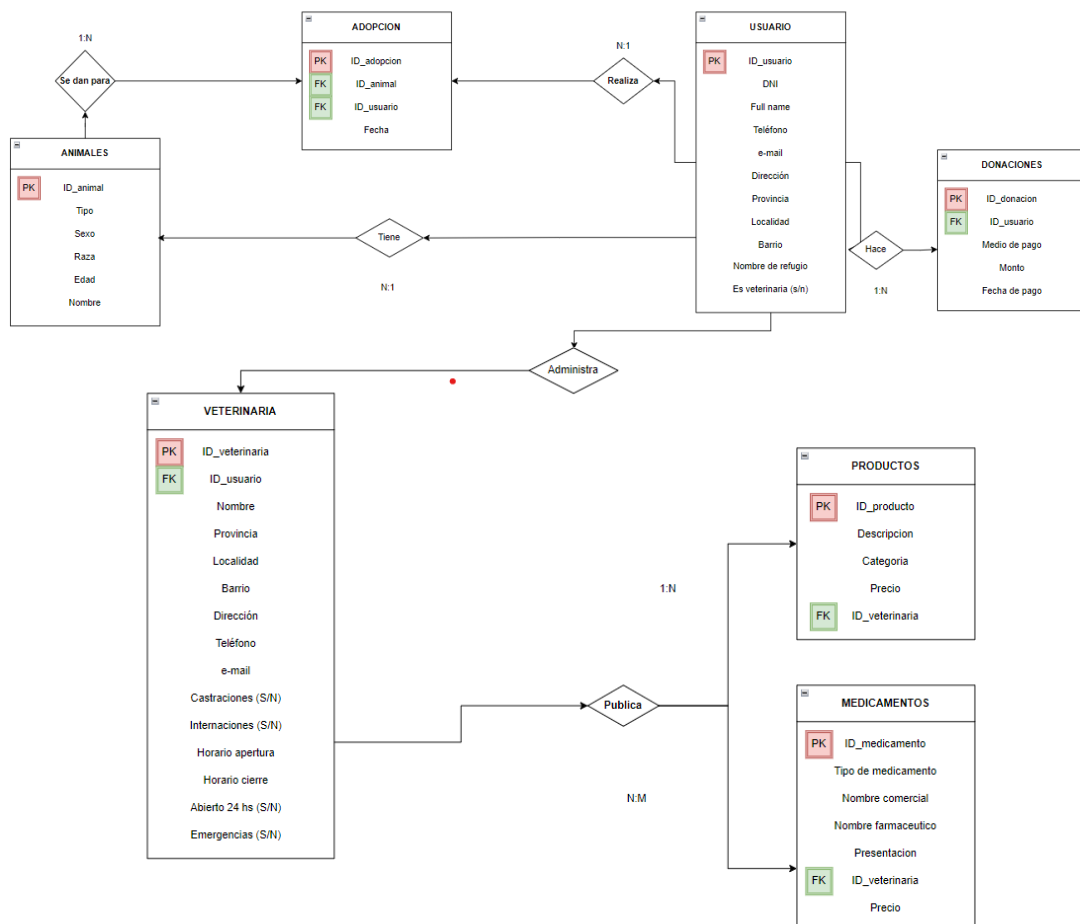 ADOPCION
PK ID_adopcion
FK ID_animal
FK ID_usuario
Fecha
USUARIO
PK ID_usuario
DNI
Full name
Teléfono
e-mail
Dirección
Provincia
Localidad
Barrio
Nombre de refugio
Es veterinaria (s/n)
1:N
Se dan para
N:1
Realiza
ANIMALES
PK ID_animal
Tipo
Sexo
Raza
Edad
Nombre
Tiene
N:1
DONACIONES
PK ID_donacion
FK ID_usuario
Medio de pago
Monto
Fecha de pago
Hace
1:N
Administra
VETERINARIA
PK ID_veterinaria
FK ID_usuario
Nombre
Provincia
Localidad
Barrio
Dirección
Teléfono
e-mail
Castraciones (S/N)
Internaciones (S/N)
Horario apertura
Horario cierre
Abierto 24 hs (S/N)
Emergencias (S/N)
1:N
Publica
N:M
PRODUCTOS
PK ID_producto
Descripcion
Categoria
Precio
FK ID_veterinaria
MEDICAMENTOS
PK ID_medicamento
Tipo de medicamento
Nombre comercial
Nombre farmaceutico
Presentacion
FK ID_veterinaria
Precio